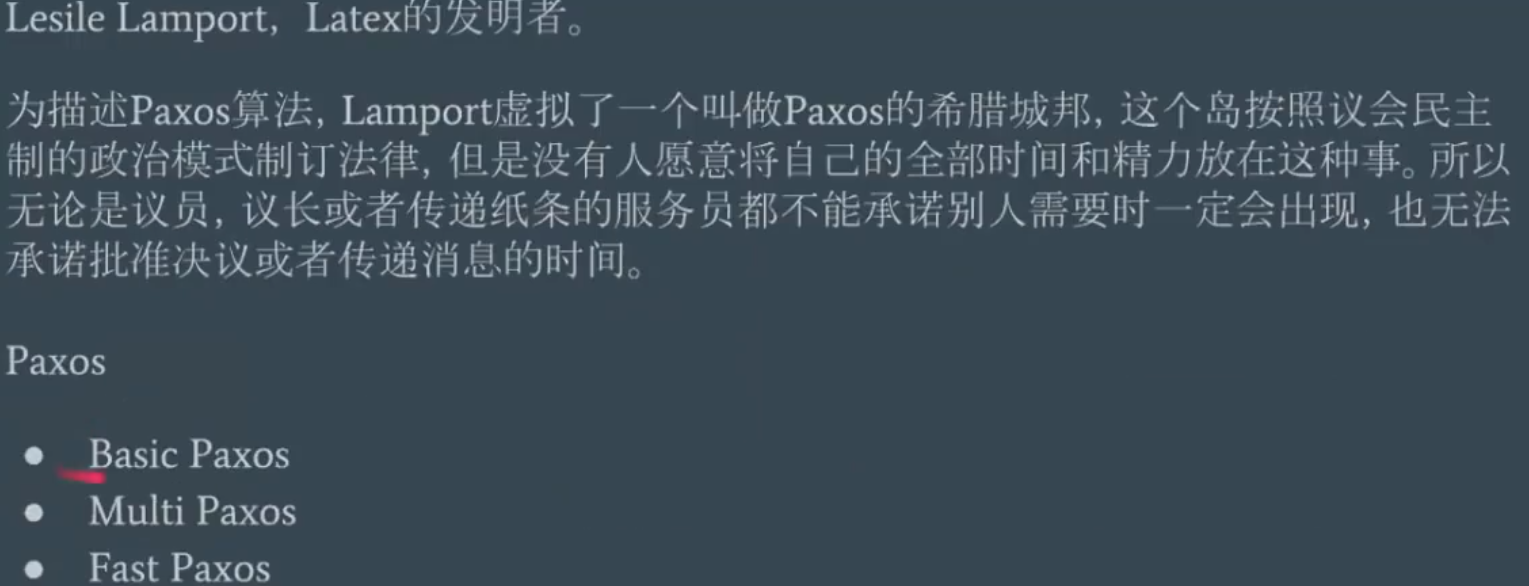 Lesile Lamport，Latex的发明者。
为描述Paxos算法，Lamport虚拟了一个叫做Paxos的希腊城邦，这个岛按照议会民主
制的政治模式制订法律，但是没有人愿意将自己的全部时间和精力放在这种事。所以
无论是议员，议长或者传递纸条的服务员都不能承诺别人需要时一定会出现，也无法
承诺批准决议或者传递消息的时间。
Paxos
● Basic Paxos
● Multi Paxos
● Fast Paxos